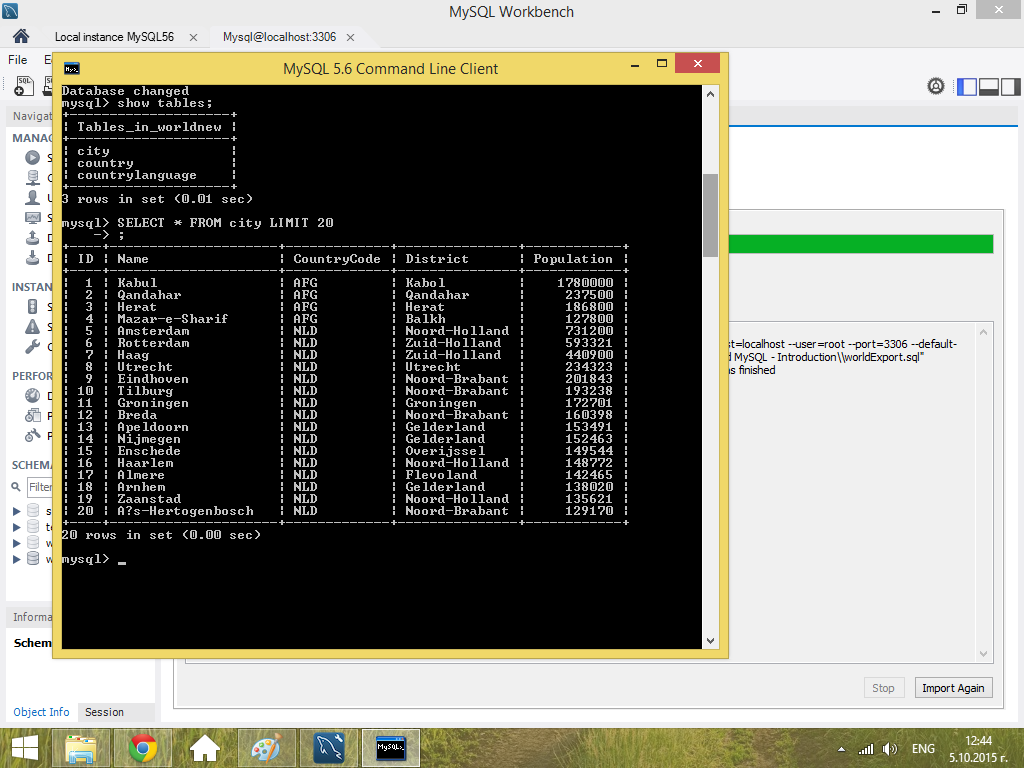 MySQL Workbench
Local instance MySQL56
Mysql@localhost:3306
File
MySQL 5.6 Command Line Client
Database changed
mysql> show tables;
+--------------------+
| Tables_in_worldnew |
+--------------------+
| city               |
| country            |
| countrylanguage    |
+--------------------+
3 rows in set (0.01 sec)
mysql> SELECT * FROM city LIMIT 20
    -> ;
+----+--------------------+-------------+---------------+------------+
| ID | Name | CountryCode | District | Population |
+----+--------------------+-------------+---------------+------------+
| 1 | Kabul | AFG | Kabol | 1780000 |
| 2 | Qandahar | AFG | Qandahar | 237500 |
| 3 | Herat | AFG | Herat | 186800 |
| 4 | Mazar-e-Sharif | AFG | Balkh | 127800 |
| 5 | Amsterdam | NLD | Noord-Holland | 731200 |
| 6 | Rotterdam | NLD | Zuid-Holland | 593321 |
| 7 | Haag | NLD | Zuid-Holland | 440900 |
| 8 | Utrecht | NLD | Utrecht | 234323 |
| 9 | Eindhoven | NLD | Noord-Brabant | 201843 |
| 10 | Tilburg | NLD | Noord-Brabant | 193238 |
| 11 | Groningen | NLD | Groningen | 172701 |
| 12 | Breda | NLD | Noord-Brabant | 160398 |
| 13 | Apeldoorn | NLD | Gelderland | 153491 |
| 14 | Nijmegen | NLD | Gelderland | 152463 |
| 15 | Enschede | NLD | Overijssel | 149544 |
| 16 | Haarlem | NLD | Noord-Holland | 148772 |
| 17 | Almere | NLD | Flevoland | 142465 |
| 18 | Arnhem | NLD | Gelderland | 138020 |
| 19 | Zaanstad | NLD | Noord-Holland | 135621 |
| 20 | A?s-Hertogenbosch | NLD | Noord-Brabant | 129170 |
+----+--------------------+-------------+---------------+------------+
20 rows in set (0.00 sec)
mysql> _
Navigat
MANA
INSTAN
PERFOR
SCHEMA
Filter
Informa
Schem
Object Info
Session
st=localhost --user=root --port=3306 --default-
d MySQL - Introduction\\worldExport.sql"
as finished
Stop
Import Again
ENG
12:44
5.10.2015 г.